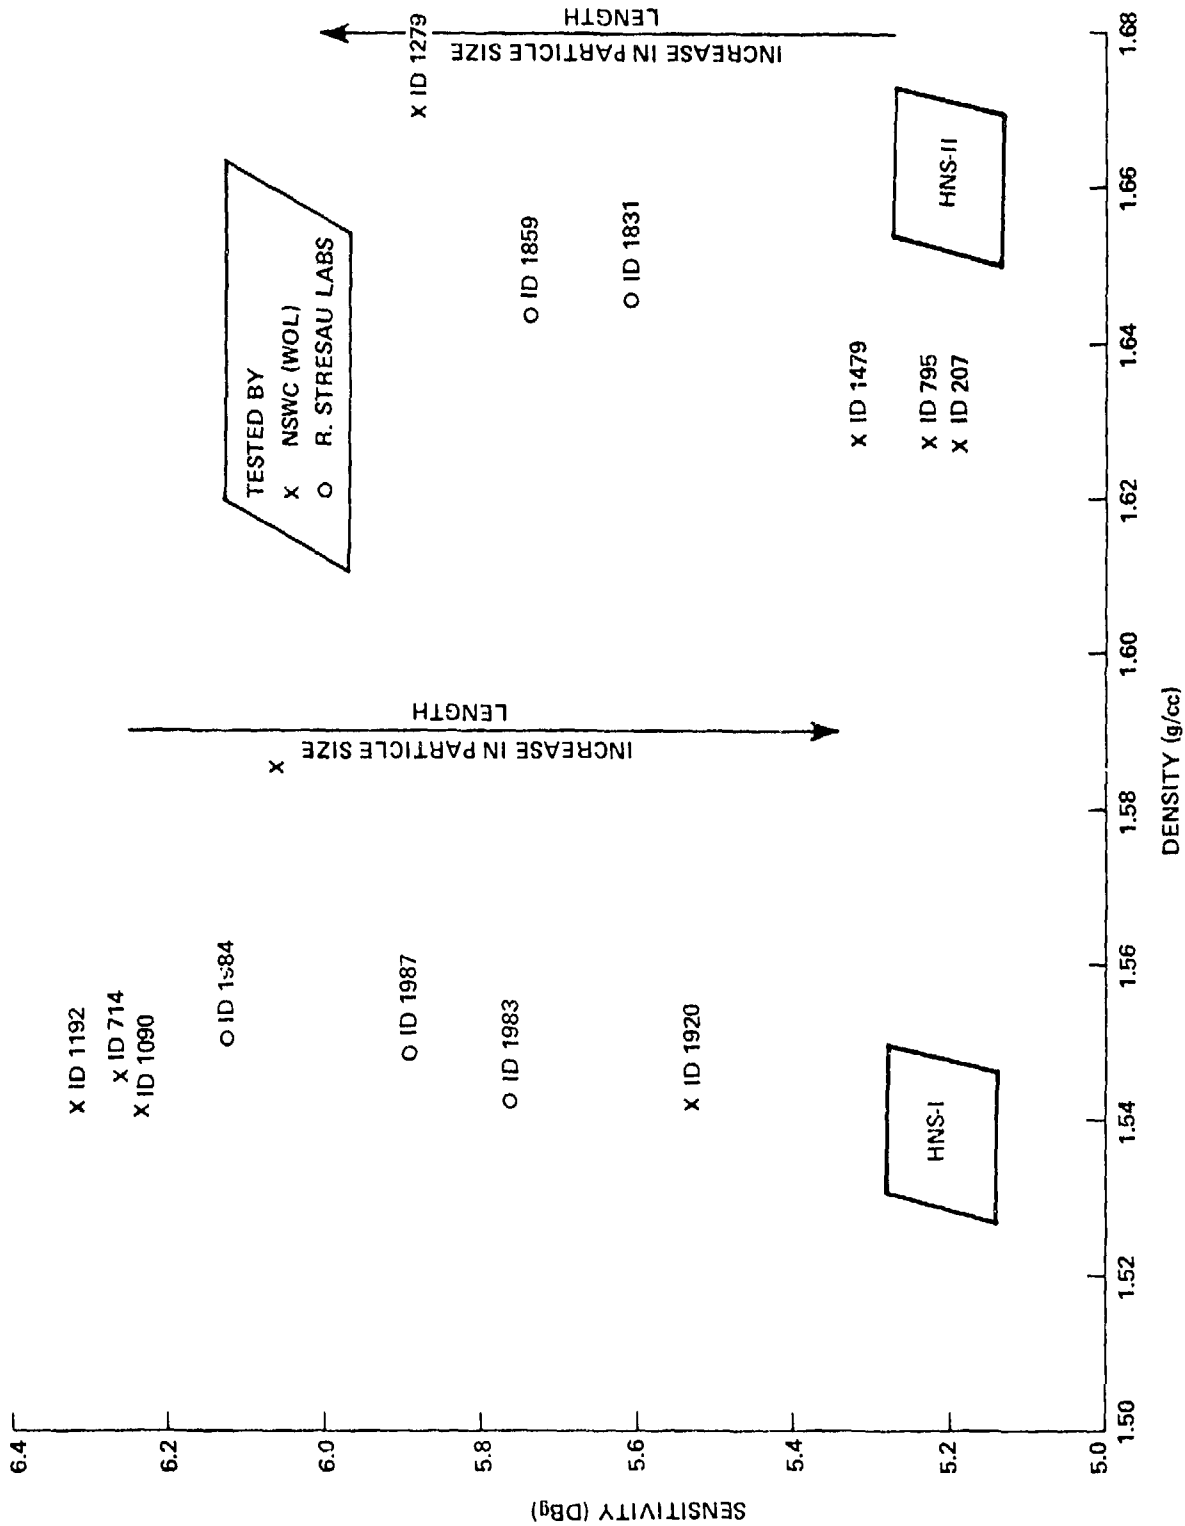 6.4
6.2
6.0
5.8
5.6
5.4
5.2
5.0
SENSITIVITY (DBg)
1.50
1.52
1.54
1.56
1.58
1.60
1.62
1.64
1.66
1.68
DENSITY (g/cc)
X ID 1192
X ID 714
X ID 1090
O ID 1984
O ID 1987
O ID 1983
X ID 1920
HNS-I
X
INCREASE IN PARTICLE SIZE
LENGTH
TESTED BY
X NSWC (WOL)
O R. STRESAU LABS
X ID 1279
O ID 1859
O ID 1831
X ID 1479
X ID 795
X ID 207
HNS-II
INCREASE IN PARTICLE SIZE
LENGTH